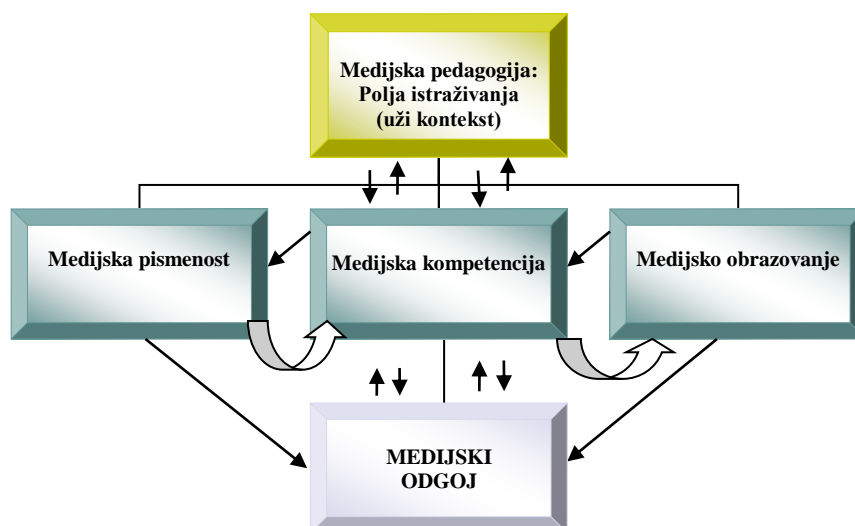 Medijska pedagogija:
Polja istraživanja
(uži kontekst)
Medijska pismenost
Medijska kompetencija
Medijsko obrazovanje
MEDIJSKI
ODGOJ